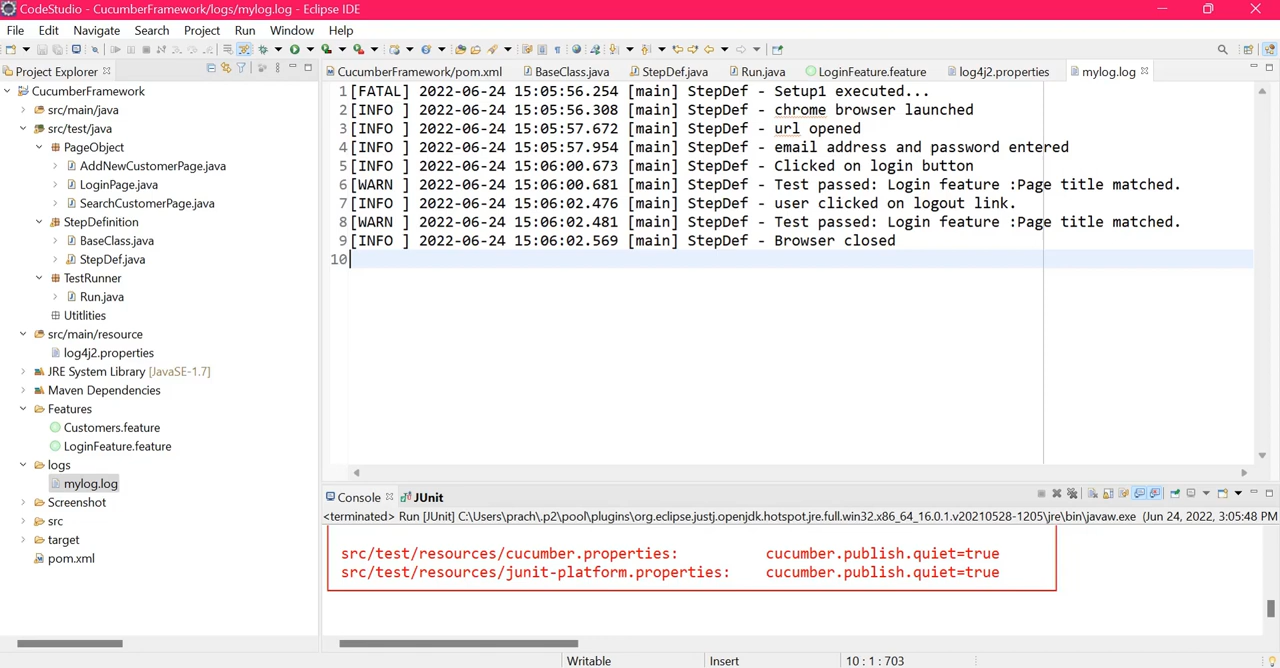 CodeStudio - CucumberFramework/logs/mylog.log - Eclipse IDE
File Edit Navigate Search Project Run Window Help
Project Explorer
CucumberFramework
src/main/java
src/test/java
PageObject
AddNewCustomerPage.java
LoginPage.java
SearchCustomerPage.java
StepDefinition
BaseClass.java
StepDef.java
TestRunner
Run.java
Utitlities
src/main/resource
log4j2.properties
JRE System Library [JavaSE-1.7]
Maven Dependencies
Features
Customers.feature
LoginFeature.feature
logs
mylog.log
Screenshot
src
target
pom.xml
CucumberFramework/pom.xml BaseClass.java StepDef.java Run.java LoginFeature.feature log4j2.properties mylog.log
1 [FATAL] 2022-06-24 15:05:56.254 [main] StepDef - Setup1 executed...
2 [INFO ] 2022-06-24 15:05:56.308 [main] StepDef - chrome browser launched
3 [INFO ] 2022-06-24 15:05:57.672 [main] StepDef - url opened
4 [INFO ] 2022-06-24 15:05:57.954 [main] StepDef - email address and password entered
5 [INFO ] 2022-06-24 15:06:00.673 [main] StepDef - Clicked on login button
6 [WARN ] 2022-06-24 15:06:00.681 [main] StepDef - Test passed: Login feature :Page title matched.
7 [INFO ] 2022-06-24 15:06:02.476 [main] StepDef - user clicked on logout link.
8 [WARN ] 2022-06-24 15:06:02.481 [main] StepDef - Test passed: Login feature :Page title matched.
9 [INFO ] 2022-06-24 15:06:02.569 [main] StepDef - Browser closed
10
Console JUnit
<terminated> Run [JUnit] C:\Users\prach\.p2\pool\plugins\org.eclipse.justj.openjdk.hotspot.jre.full.win32.x86_64_16.0.1.v20210528-1205\jre\bin\javaw.exe (Jun 24, 2022, 3:05:48 PM
src/test/resources/cucumber.properties: cucumber.publish.quiet=true
src/test/resources/junit-platform.properties: cucumber.publish.quiet=true
Writable Insert 10 : 1 : 703